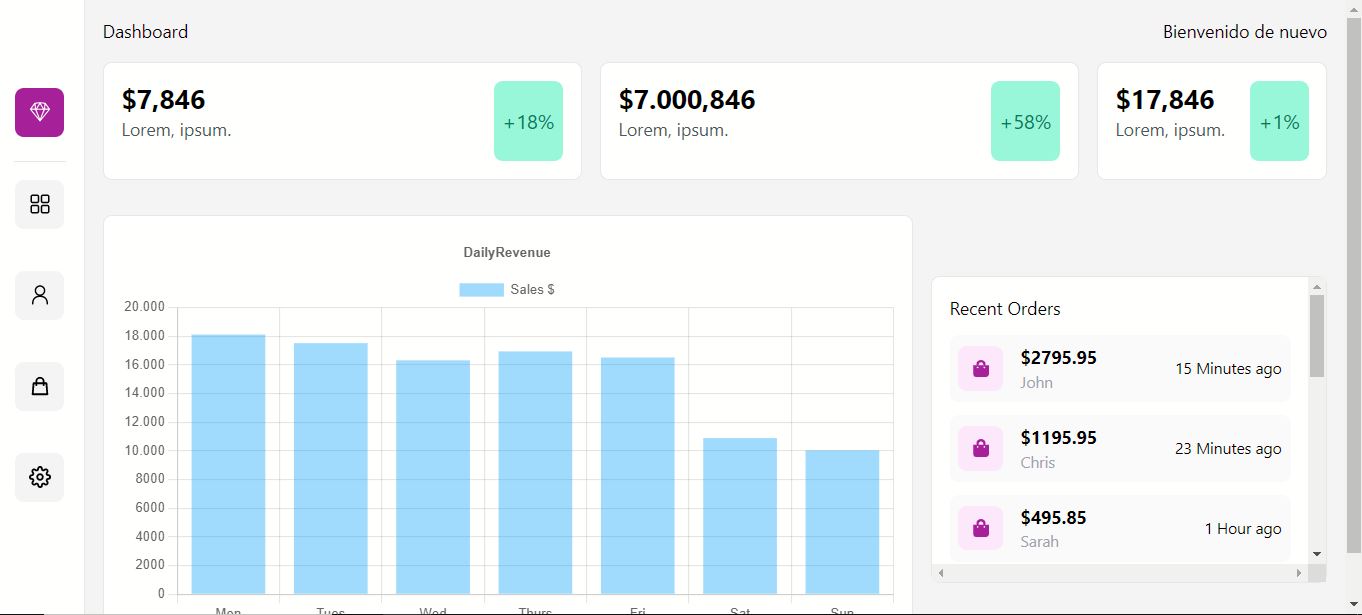 Dashboard
Bienvenido de nuevo
$7,846
Lorem, ipsum.
+18%
$7.000,846
Lorem, ipsum.
+58%
$17,846
Lorem, ipsum.
+1%
DailyRevenue
Sales $
20.000
18.000
16.000
14.000
12.000
10.000
8000
6000
4000
2000
0
Mon Tues Wed Thurs Fri Sat Sun
Recent Orders
$2795.95
John
15 Minutes ago
$1195.95
Chris
23 Minutes ago
$495.85
Sarah
1 Hour ago